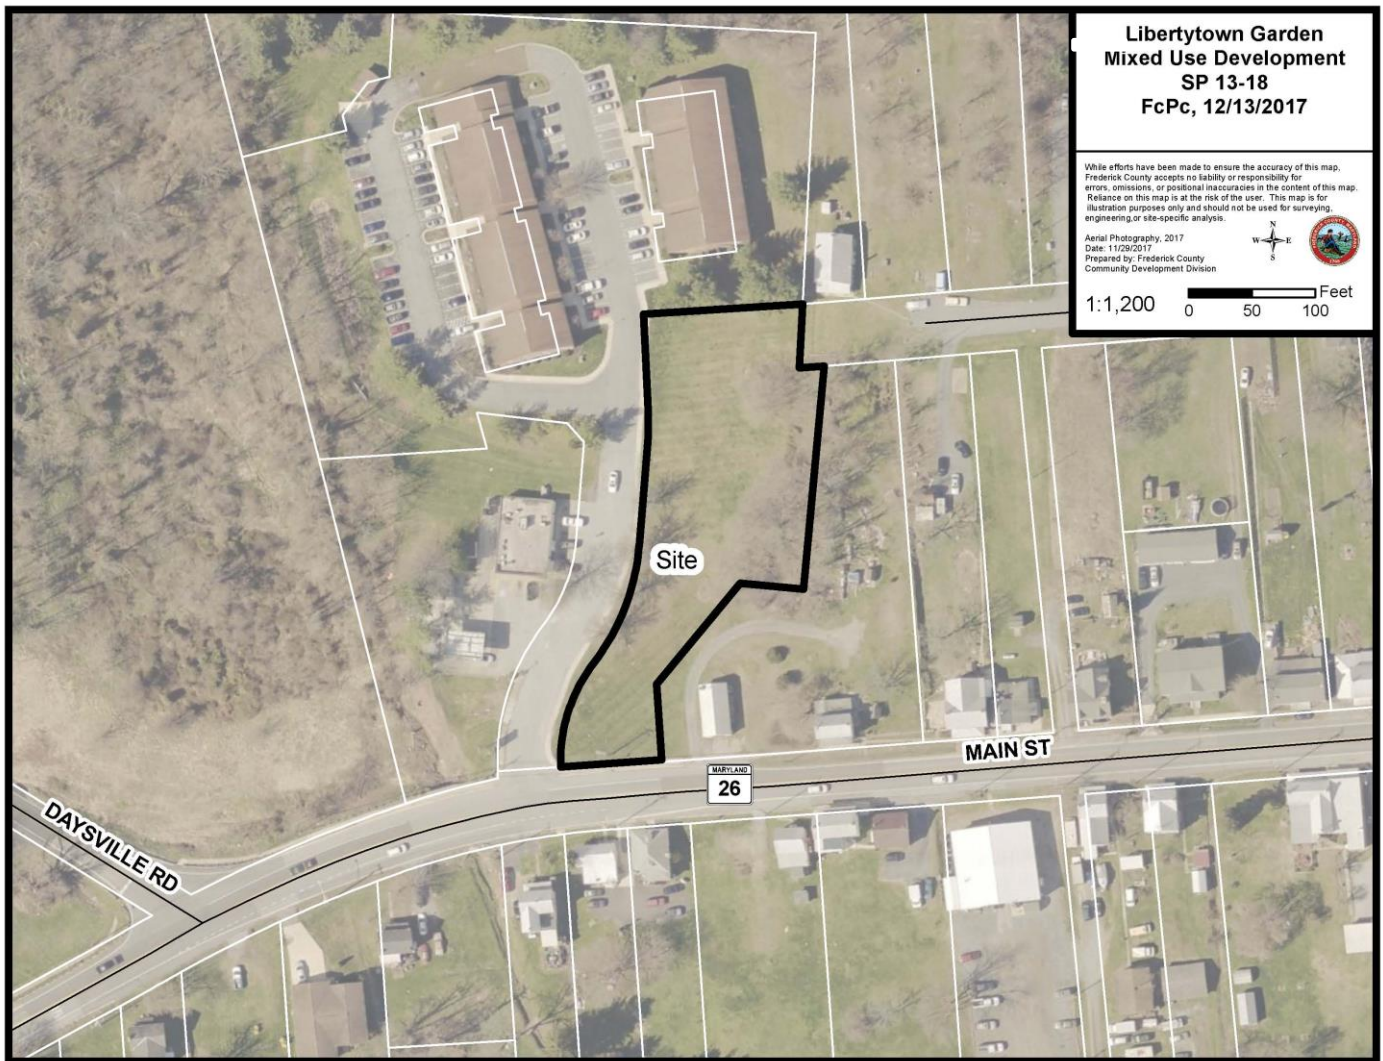 Libertytown Garden
Mixed Use Development
SP 13-18
FcPc, 12/13/2017
While efforts have been made to ensure the accuracy of this map,
Frederick County accepts no liability or responsibility for
errors, omissions, or positional inaccuracies in the content of this map.
Reliance on this map is at the risk of the user. This map is for
illustration purposes only and should not be used for surveying,
engineering,or site-specific analysis.
Aerial Photography, 2017
Date: 11/29/2017
Prepared by: Frederick County
Community Development Division
N
W E
S
1:1,200
Feet
0 50 100
Site
MAIN ST
MARYLAND
26
DAYSVILLE RD